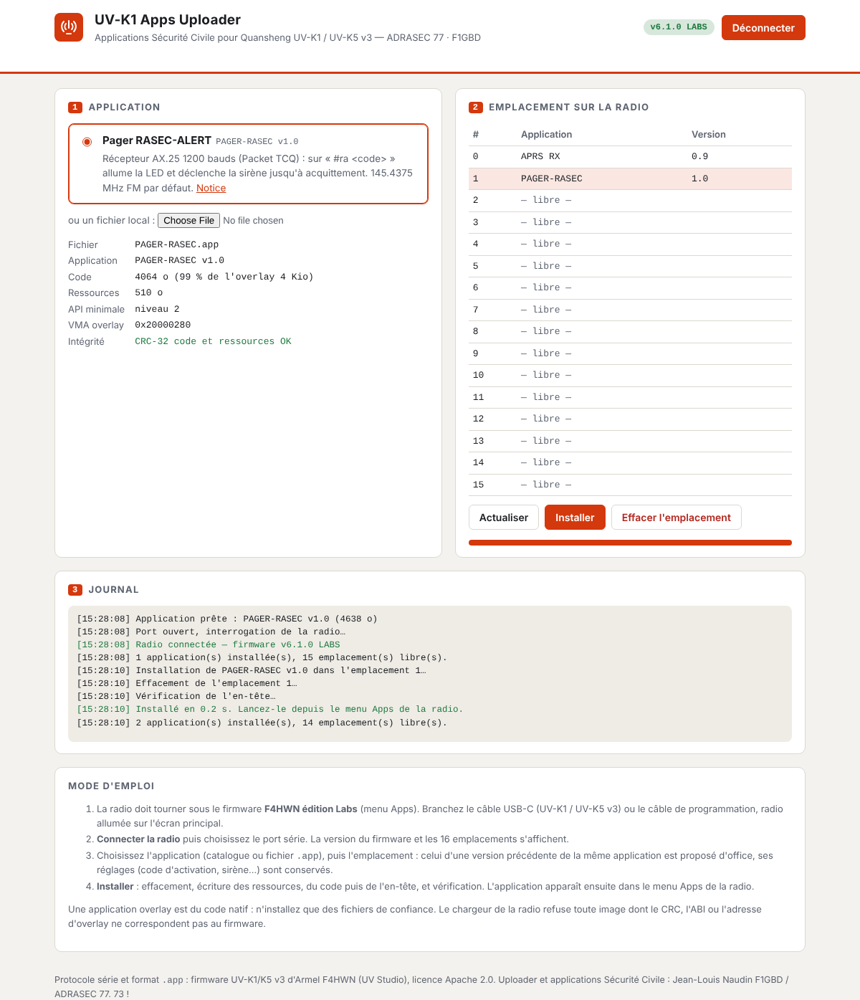 UV-K1 Apps Uploader
Applications Sécurité Civile pour Quansheng UV-K1 / UV-K5 v3 — ADRASEC 77 · F1GBD
v6.1.0 LABS
Déconnecter
1 APPLICATION
Pager RASEC-ALERT PAGER-RASEC v1.0
Récepteur AX.25 1200 bauds (Packet TCQ) : sur « #ra <code> »
allume la LED et déclenche la sirène jusqu'à acquittement. 145.4375
MHz FM par défaut. Notice
ou un fichier local : Choose File No file chosen
Fichier PAGER-RASEC.app
Application PAGER-RASEC v1.0
Code 4064 o (99 % de l'overlay 4 Kio)
Ressources 510 o
API minimale niveau 2
VMA overlay 0x20000280
Intégrité CRC-32 code et ressources OK
2 EMPLACEMENT SUR LA RADIO
# Application Version
0 APRS RX 0.9
1 PAGER-RASEC 1.0
2 — libre —
3 — libre —
4 — libre —
5 — libre —
6 — libre —
7 — libre —
8 — libre —
9 — libre —
10 — libre —
11 — libre —
12 — libre —
13 — libre —
14 — libre —
15 — libre —
Actualiser Installer Effacer l'emplacement
3 JOURNAL
[15:28:08] Application prête : PAGER-RASEC v1.0 (4638 o)
[15:28:08] Port ouvert, interrogation de la radio…
[15:28:08] Radio connectée — firmware v6.1.0 LABS
[15:28:08] 1 application(s) installée(s), 15 emplacement(s) libre(s).
[15:28:10] Installation de PAGER-RASEC v1.0 dans l'emplacement 1…
[15:28:10] Effacement de l'emplacement 1…
[15:28:10] Vérification de l'en-tête…
[15:28:10] Installé en 0.2 s. Lancez-le depuis le menu Apps de la radio.
[15:28:10] 2 application(s) installée(s), 14 emplacement(s) libre(s).
MODE D'EMPLOI
1. La radio doit tourner sous le firmware F4HWN édition Labs (menu Apps). Branchez le câble USB-C (UV-K1 / UV-K5 v3) ou le câble de programmation, radio
allumée sur l'écran principal.
2. Connecter la radio puis choisissez le port série. La version du firmware et les 16 emplacements s'affichent.
3. Choisissez l'application (catalogue ou fichier .app), puis l'emplacement : celui d'une version précédente de la même application est proposé d'office, ses
réglages (code d'activation, sirène…) sont conservés.
4. Installer : effacement, écriture des ressources, du code puis de l'en-tête, et vérification. L'application apparaît ensuite dans le menu Apps de la radio.
Une application overlay est du code natif : n'installez que des fichiers de confiance. Le chargeur de la radio refuse toute image dont le CRC, l'ABI ou l'adresse
d'overlay ne correspondent pas au firmware.
Protocole série et format .app : firmware UV-K1/K5 v3 d'Armel F4HWN (UV Studio), licence Apache 2.0. Uploader et applications Sécurité Civile : Jean-Louis Naudin F1GBD /
ADRASEC 77. 73 !